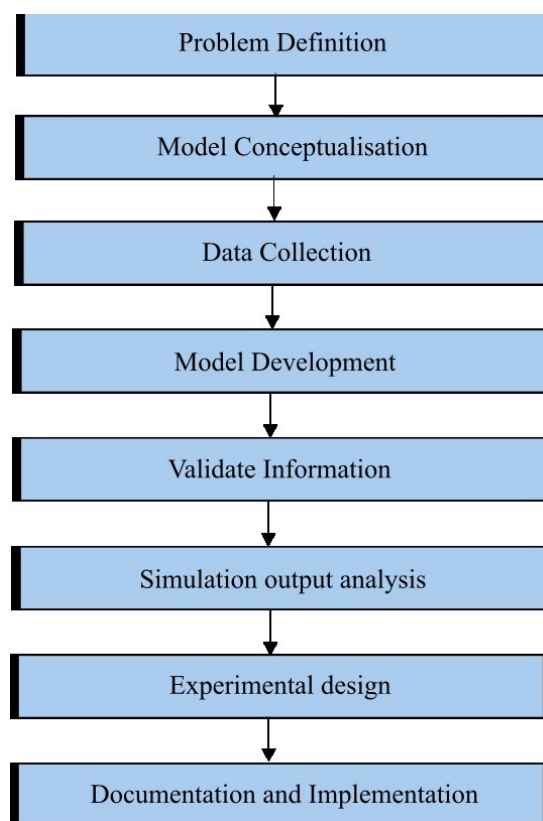 Problem Definition
Model Conceptualisation
Data Collection
Model Development
Validate Information
Simulation output analysis
Experimental design
Documentation and Implementation